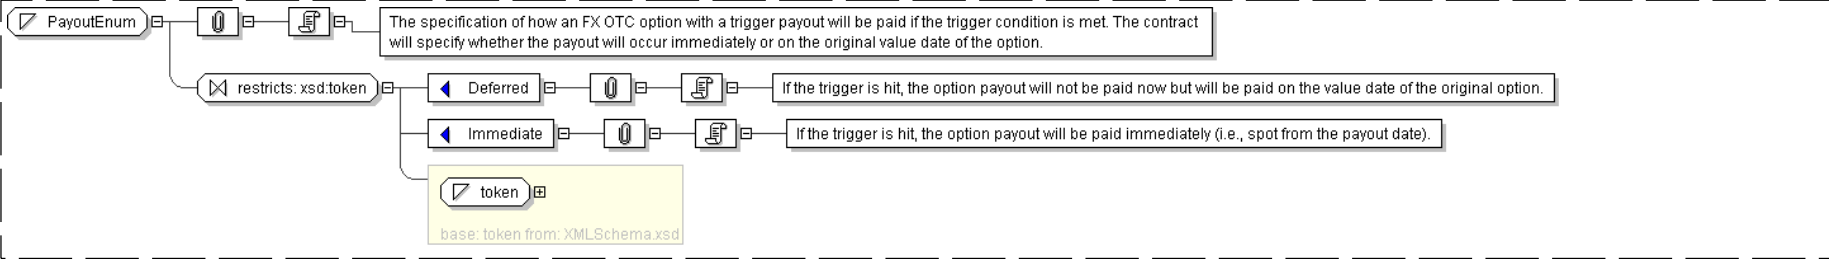 PayoutEnum
The specification of how an FX OTC option with a trigger payout will be paid if the trigger condition is met. The contract
will specify whether the payout will occur immediately or on the original value date of the option.
restricts: xsd:token
Deferred
If the trigger is hit, the option payout will not be paid now but will be paid on the value date of the original option.
Immediate
If the trigger is hit, the option payout will be paid immediately (i.e., spot from the payout date).
token
base: token from: XMLSchema.xsd